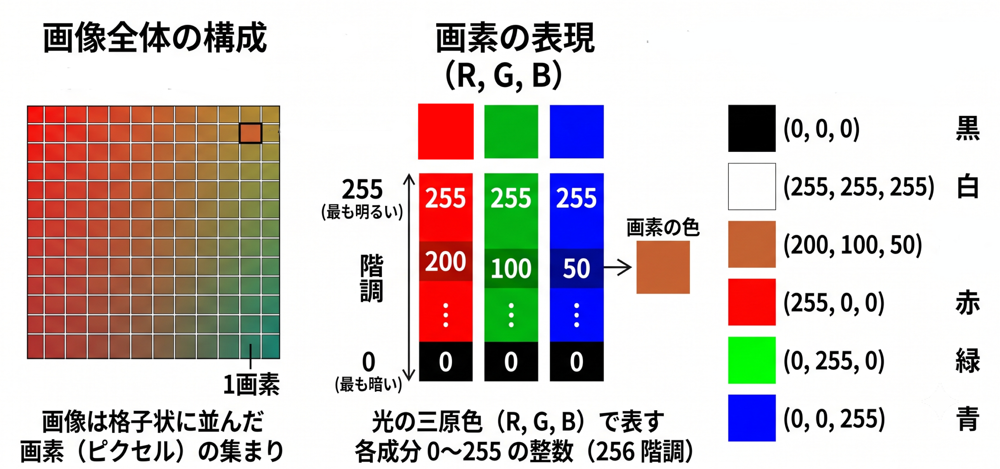 画像全体の構成
1画素
画像は格子状に並んだ
画素（ピクセル）の集まり
画素の表現
（R, G, B）
255
(最も明るい)
階調
0
(最も暗い)
255
200
0
255
100
0
255
50
0
画素の色
光の三原色（R, G, B）で表す
各成分 0～255 の整数（256 階調）
(0, 0, 0) 黒
(255, 255, 255) 白
(200, 100, 50)
(255, 0, 0) 赤
(0, 255, 0) 緑
(0, 0, 255) 青